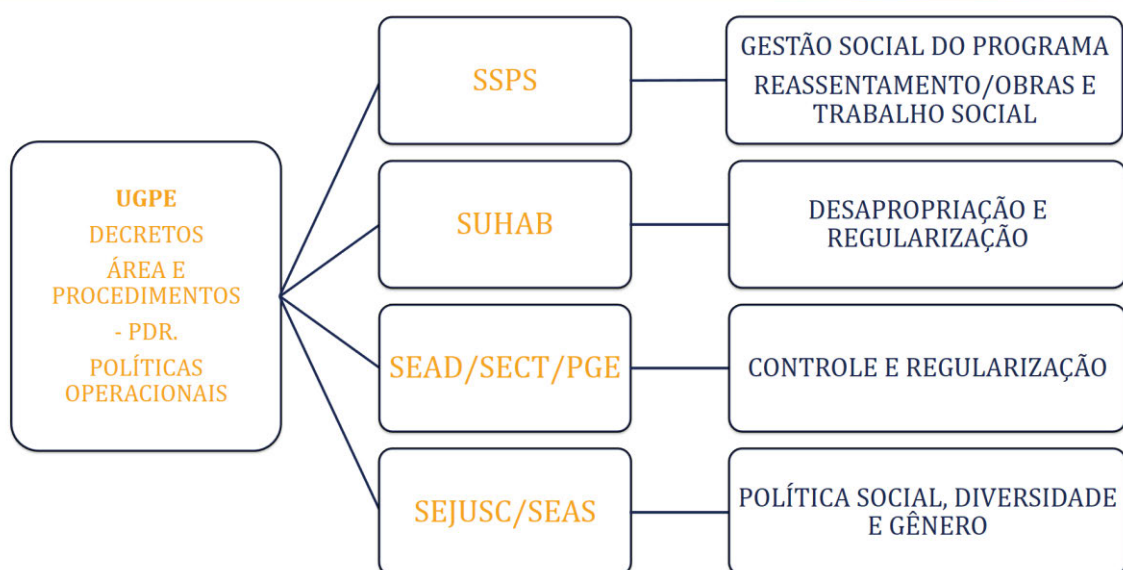 UGPE
DECRETOS
ÁREA E
PROCEDIMENTOS
- PDR.
POLÍTICAS
OPERACIONAIS
SSPS
GESTÃO SOCIAL DO PROGRAMA
REASSENTAMENTO/OBRAS E
TRABALHO SOCIAL
SUHAB
DESAPROPRIAÇÃO E
REGULARIZAÇÃO
SEAD/SECT/PGE
CONTROLE E REGULARIZAÇÃO
SEJUSC/SEAS
POLÍTICA SOCIAL, DIVERSIDADE
E GÊNERO